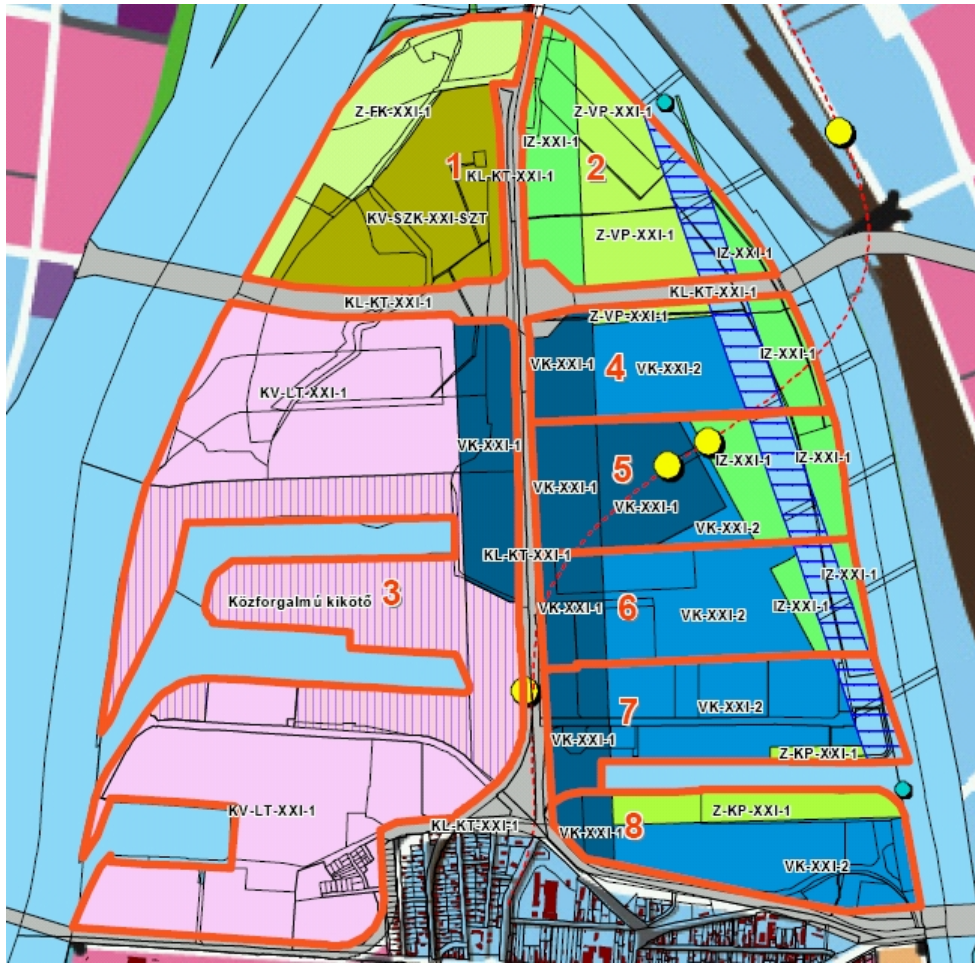 Z-FK-XXI-1
Z-VP-XXI-1
IZ-XXI-1
1
KL-KT-XXI-1
2
KV-SZK-XXI-SZT
Z-VP-XXI-1
IZ-XXI-1
KL-KT-XXI-1
KL-KT-XXI-1
Z-VP-XXI-1
IZ-XXI-1
VK-XXI-1
4
VK-XXI-2
KV-LT-XXI-1
VK-XXI-1
5
IZ-XXI-1
IZ-XXI-1
VK-XXI-1
VK-XXI-1
VK-XXI-2
KL-KT-XXI-1
IZ-XXI-1
Közforgalmú kikötő
3
VK-XXI-1
6
VK-XXI-2
IZ-XXI-1
7
VK-XXI-2
VK-XXI-1
Z-KP-XXI-1
KV-LT-XXI-1
KL-KT-XXI-1
Z-KP-XXI-1
VK-XXI-1
8
VK-XXI-2